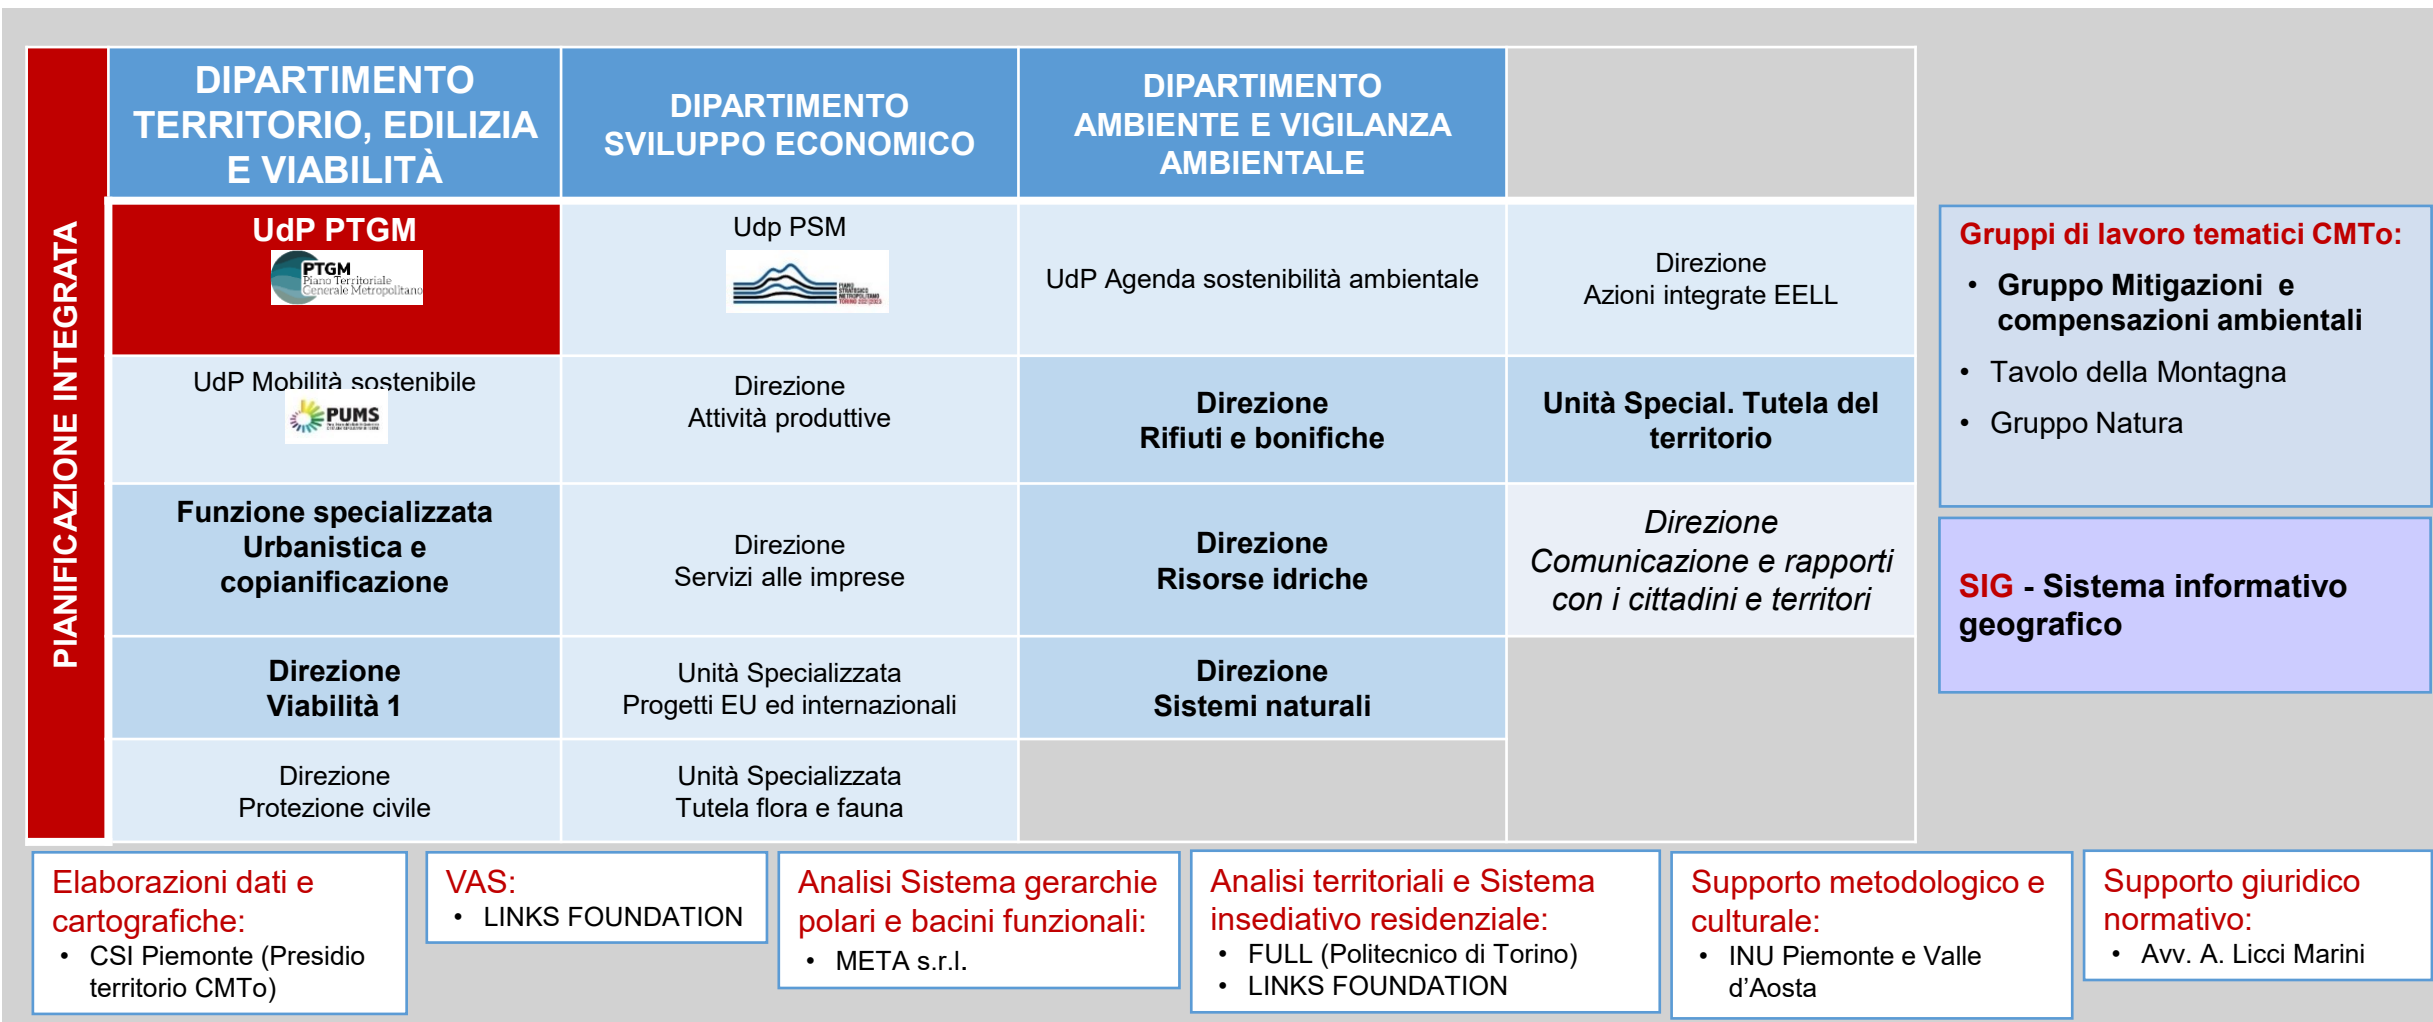 PIANIFICAZIONE INTEGRATA
DIPARTIMENTO
TERRITORIO, EDILIZIA
E VIABILITÀ
DIPARTIMENTO
SVILUPPO ECONOMICO
DIPARTIMENTO
AMBIENTE E VIGILANZA
AMBIENTALE
UdP PTGM
PTGM
Piano Territoriale
Generale Metropolitano
Udp PSM
PIANO
STRATEGICO
METROPOLITANO
TORINO 2021|2023
UdP Agenda sostenibilità ambientale
Direzione
Azioni integrate EELL
UdP Mobilità sostenibile
PUMS
Direzione
Attività produttive
Direzione
Rifiuti e bonifiche
Unità Special. Tutela del
territorio
Funzione specializzata
Urbanistica e
copianificazione
Direzione
Servizi alle imprese
Direzione
Risorse idriche
Direzione
Comunicazione e rapporti
con i cittadini e territori
Direzione
Viabilità 1
Unità Specializzata
Progetti EU ed internazionali
Direzione
Sistemi naturali
Direzione
Protezione civile
Unità Specializzata
Tutela flora e fauna
Gruppi di lavoro tematici CMTo:
• Gruppo Mitigazioni e
compensazioni ambientali
• Tavolo della Montagna
• Gruppo Natura
SIG - Sistema informativo
geografico
Elaborazioni dati e
cartografiche:
• CSI Piemonte (Presidio
territorio CMTo)
VAS:
• LINKS FOUNDATION
Analisi Sistema gerarchie
polari e bacini funzionali:
• META s.r.l.
Analisi territoriali e Sistema
insediativo residenziale:
• FULL (Politecnico di Torino)
• LINKS FOUNDATION
Supporto metodologico e
culturale:
• INU Piemonte e Valle
d'Aosta
Supporto giuridico
normativo:
• Avv. A. Licci Marini